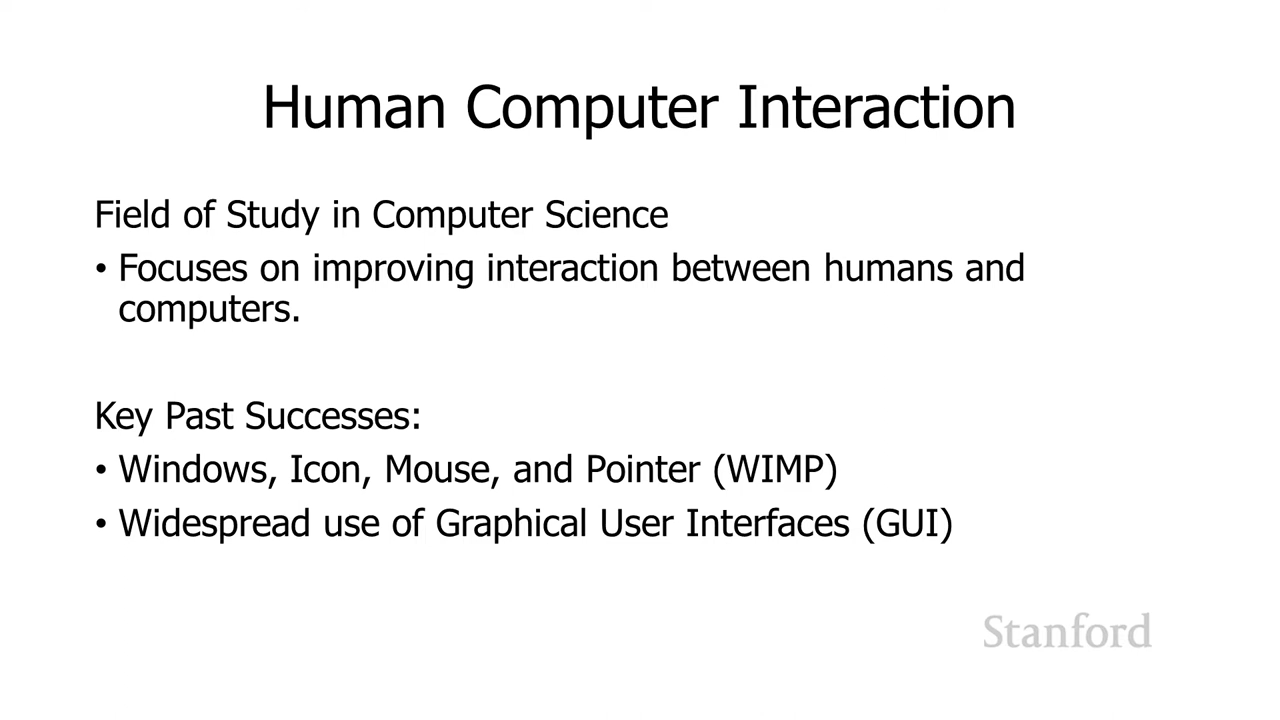 Human Computer Interaction
Field of Study in Computer Science
• Focuses on improving interaction between humans and
computers.
Key Past Successes:
• Windows, Icon, Mouse, and Pointer (WIMP)
• Widespread use of Graphical User Interfaces (GUI)
Stanford